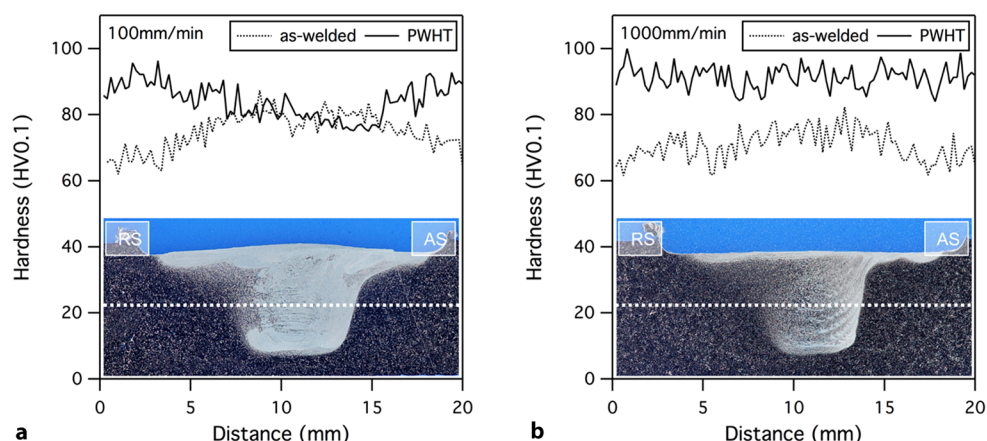 100mm/min
as-welded PWHT
Hardness (HV0.1)
100
80
60
40
20
0
RS AS
0 5 10 15 20
Distance (mm)
a
1000mm/min
as-welded PWHT
Hardness (HV0.1)
100
80
60
40
20
0
RS AS
0 5 10 15 20
Distance (mm)
b